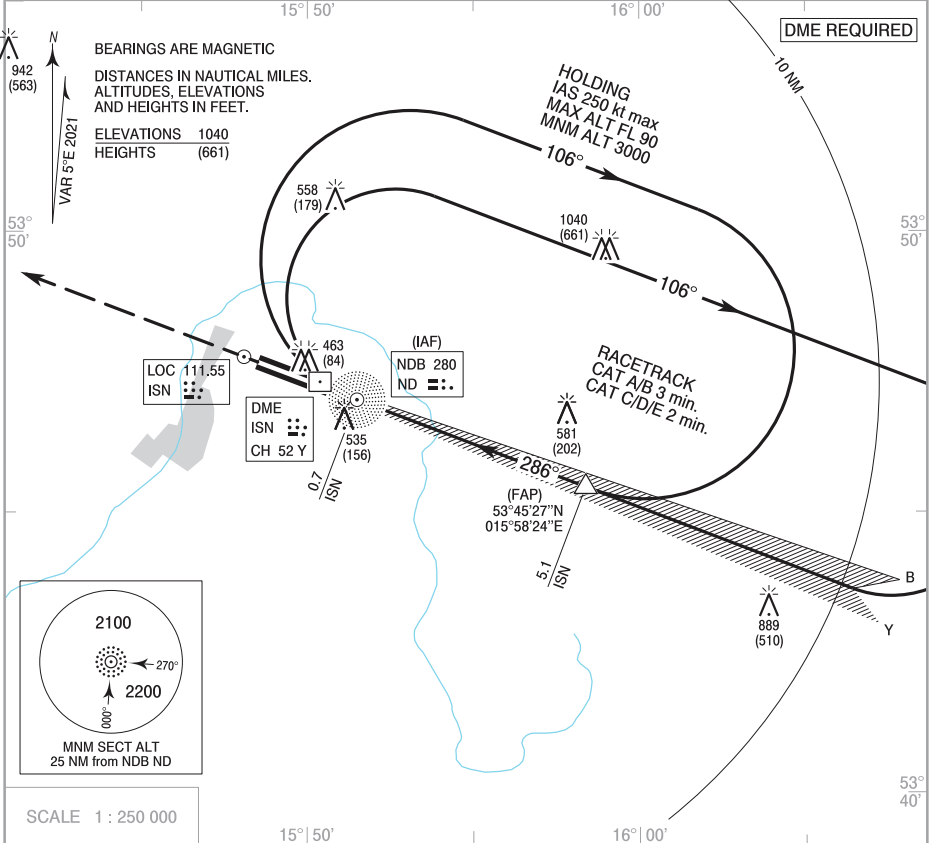 15° 50'
16° 00'
DME REQUIRED
N
942
(563)
VAR 5°E 2021
BEARINGS ARE MAGNETIC
DISTANCES IN NAUTICAL MILES.
ALTITUDES, ELEVATIONS
AND HEIGHTS IN FEET.
ELEVATIONS 1040
HEIGHTS (661)
10 NM
HOLDING
IAS 250 kt max
MAX ALT FL 90
MNM ALT 3000
106°
558
(179)
1040
(661)
53°
50'
53°
50'
106°
463
(84)
(IAF)
NDB 280
ND
LOC 111.55
ISN
DME
ISN
CH 52 Y
RACETRACK
CAT A/B 3 min.
CAT C/D/E 2 min.
535
(156)
581
(202)
0.7
ISN
286°
(FAP)
53°45'27"N
015°58'24"E
5.1
ISN
B
Y
889
(510)
2100
270°
2200
000°
MNM SECT ALT
25 NM from NDB ND
53°
40'
SCALE 1 : 250 000
15° 50'
16° 00'